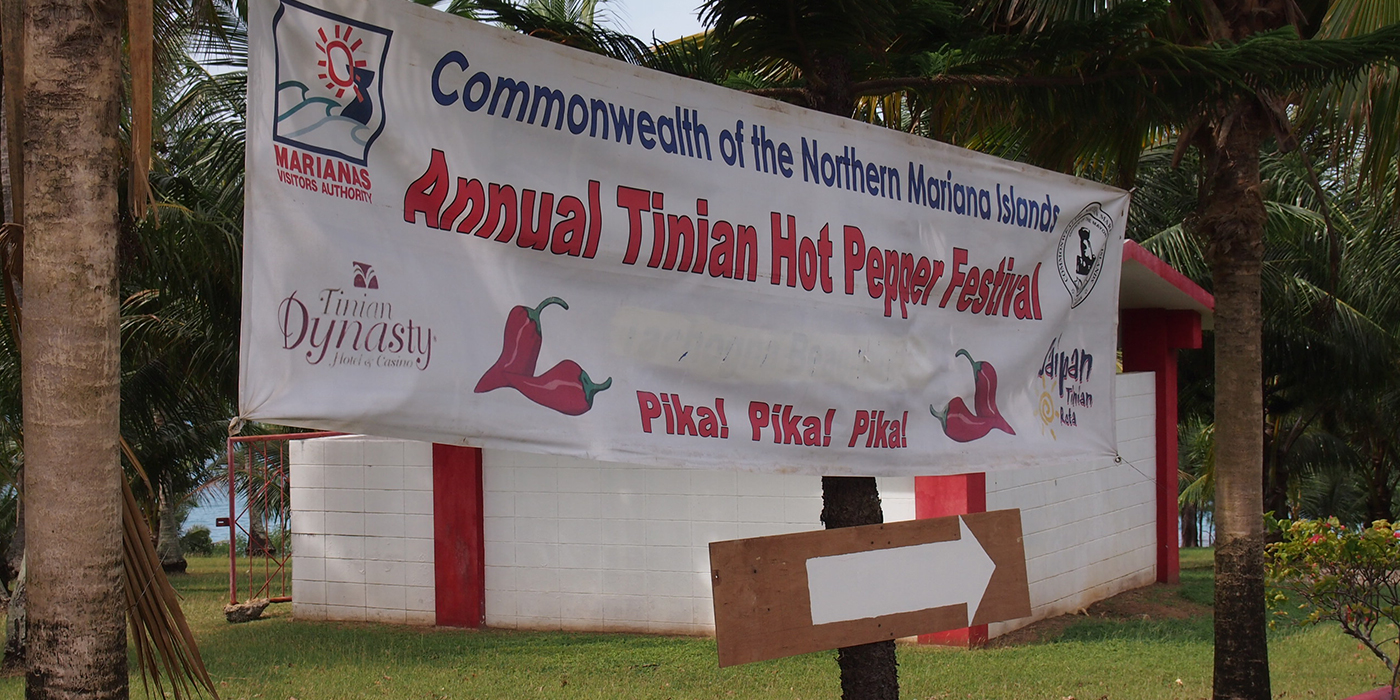 Commonwealth of the Northern Mariana Islands
MARIANAS
VISITORS AUTHORITY
Annual Tinian Hot Pepper Festival
Tinian
Dynasty
Hotel & Casino
Pika! Pika! Pika!
Saipan
Tinian
Rota